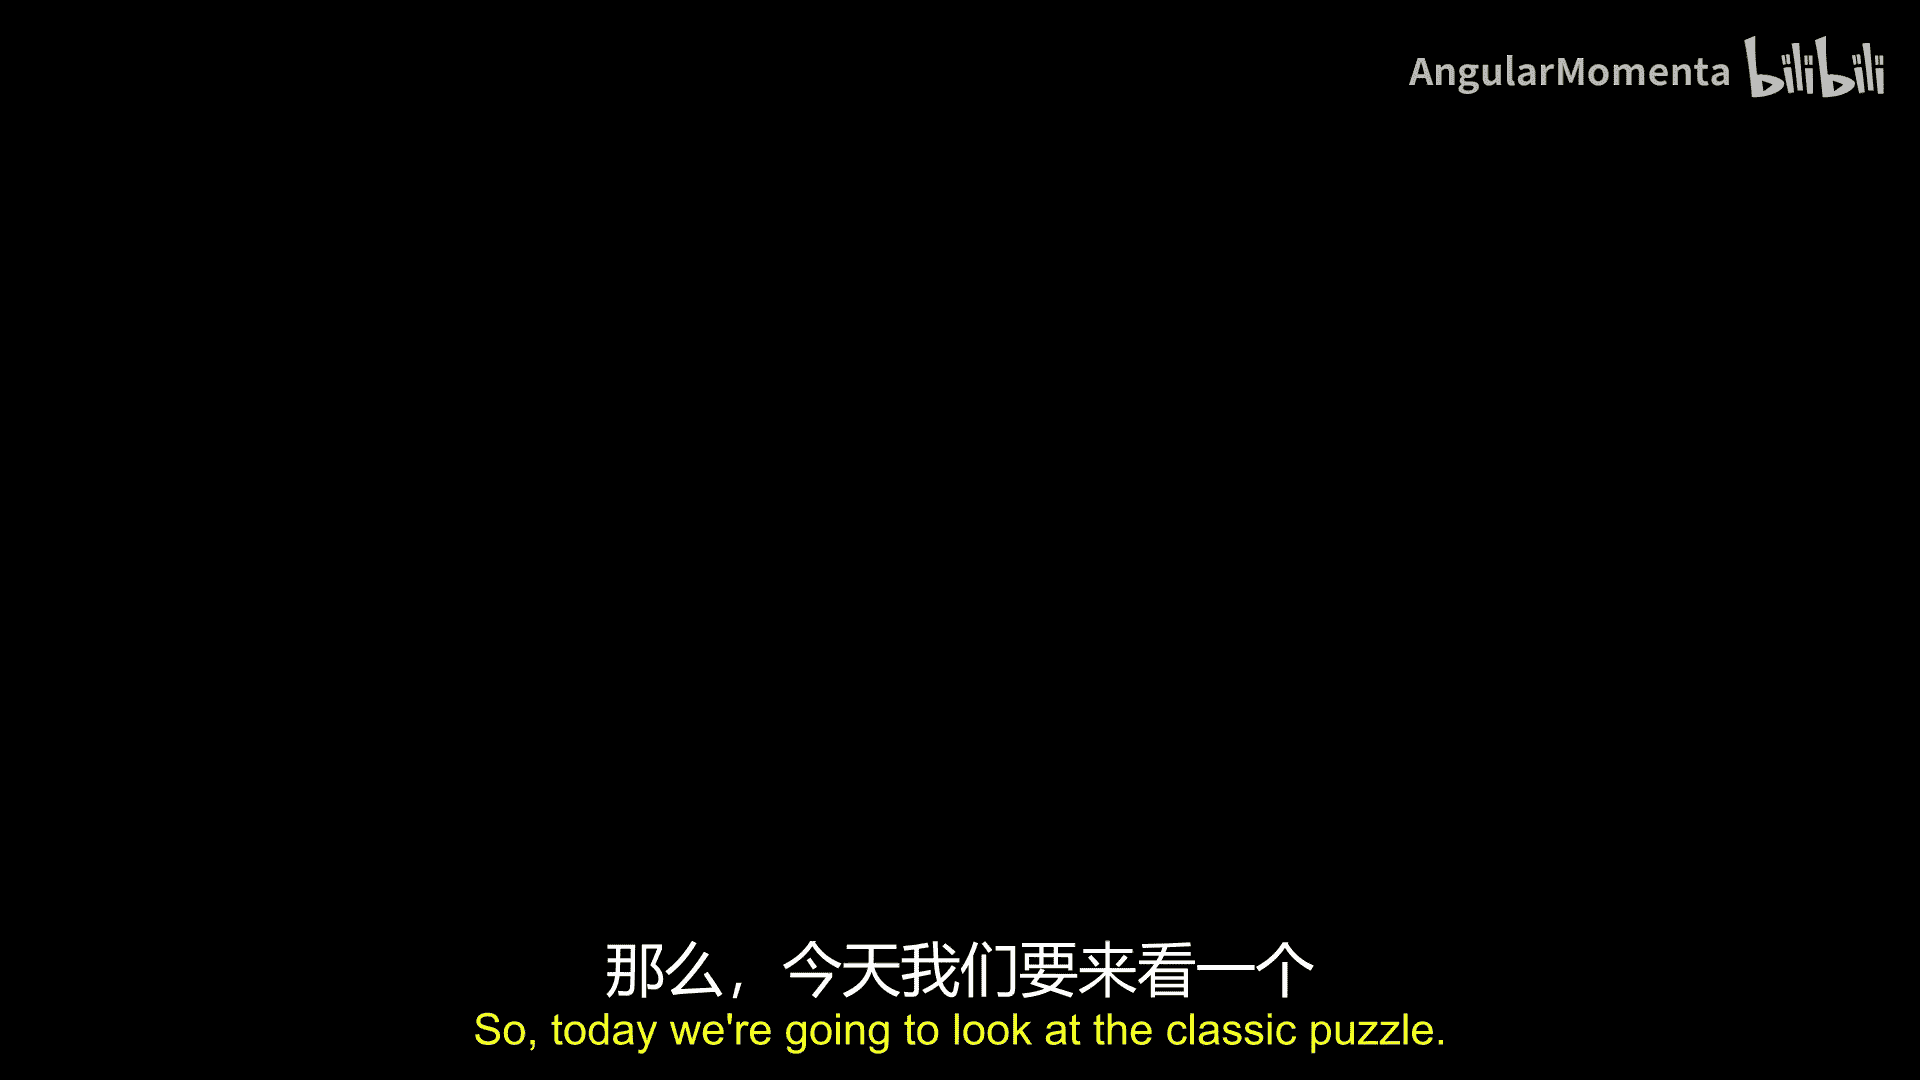 AngularMomenta bilibili
那么，今天我们要来看一个
So, today we're going to look at the classic puzzle.